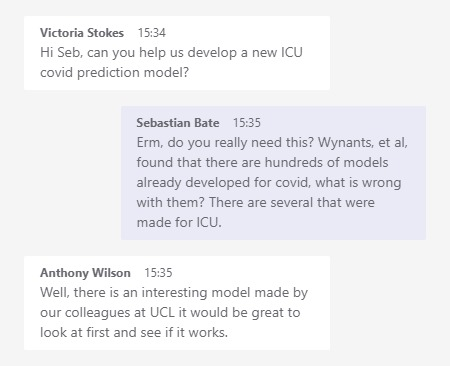 Victoria Stokes 15:34
Hi Seb, can you help us develop a new ICU
covid prediction model?
Sebastian Bate 15:35
Erm, do you really need this? Wynants, et al,
found that there are hundreds of models
already developed for covid, what is wrong
with them? There are several that were
made for ICU.
Anthony Wilson 15:35
Well, there is an interesting model made by
our colleagues at UCL it would be great to
look at first and see if it works.